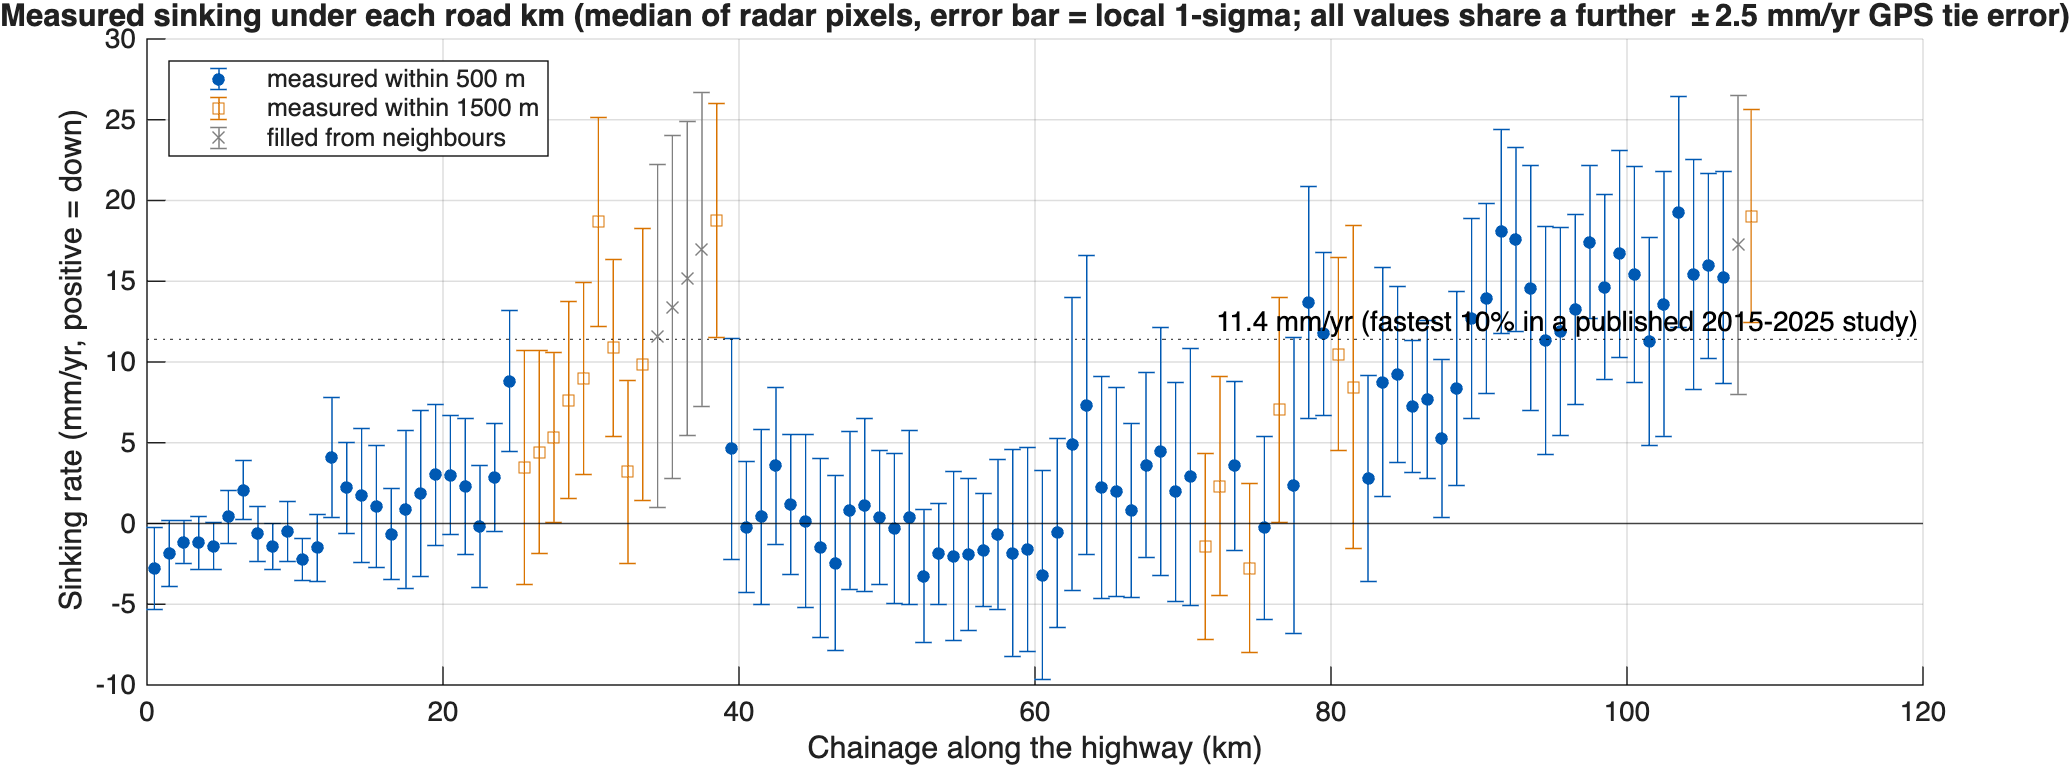 Measured sinking under each road km (median of radar pixels, error bar = local 1-sigma; all values share a further ±2.5 mm/yr GPS tie error)
30
25
20
15
10
5
0
-5
-10
Sinking rate (mm/yr, positive = down)
measured within 500 m
measured within 1500 m
filled from neighbours
11.4 mm/yr (fastest 10% in a published 2015-2025 study)
0 20 40 60 80 100 120
Chainage along the highway (km)